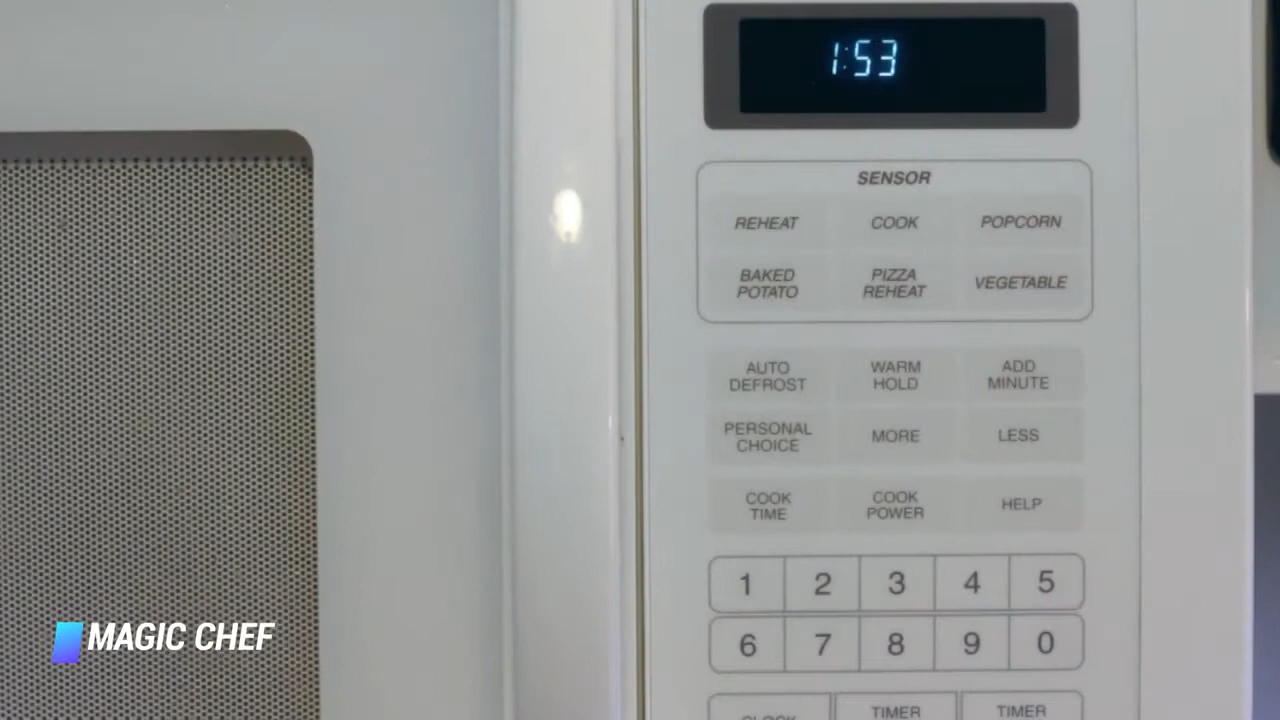 1:53
SENSOR
REHEAT COOK POPCORN
BAKED POTATO PIZZA REHEAT VEGETABLE
AUTO DEFROST WARM HOLD ADD MINUTE
PERSONAL CHOICE MORE LESS
COOK TIME COOK POWER HELP
1 2 3 4 5
6 7 8 9 0
CLOCK TIMER TIMER
MAGIC CHEF